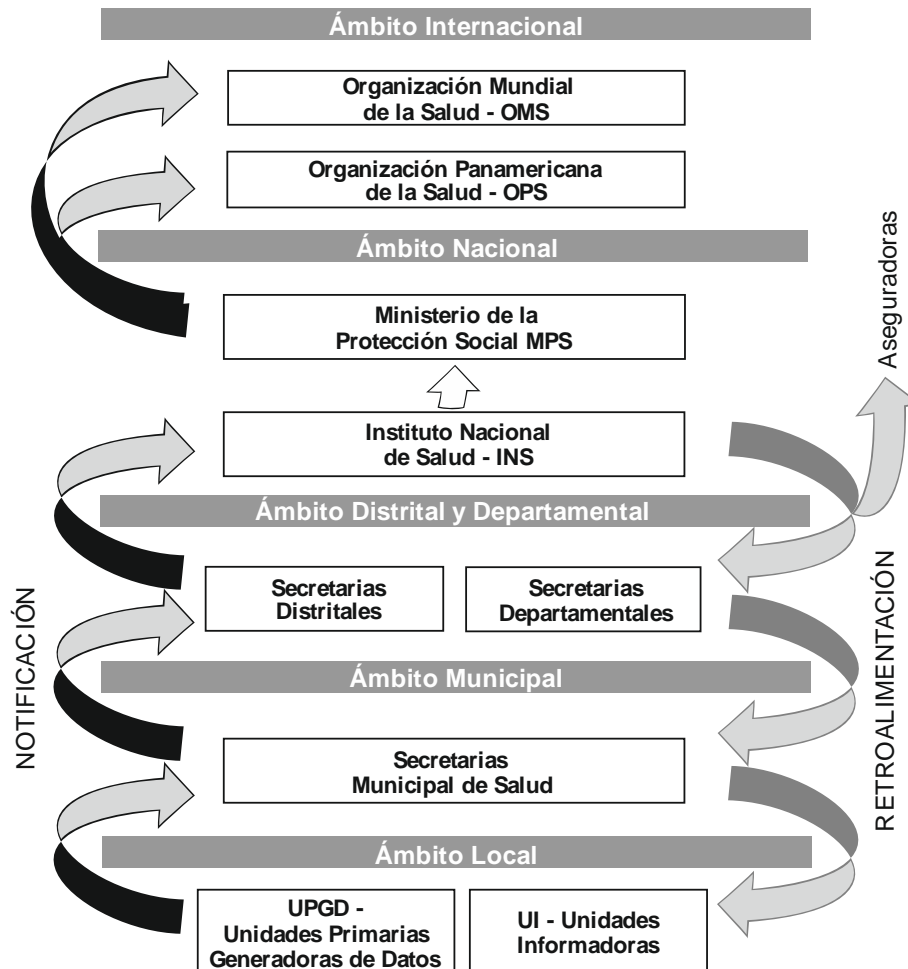 Ámbito Internacional
Organización Mundial
de la Salud - OMS
Organización Panamericana
de la Salud - OPS
Ámbito Nacional
Ministerio de la
Protección Social MPS
Aseguradoras
Instituto Nacional
de Salud - INS
Ámbito Distrital y Departamental
Secretarias
Distritales
Secretarias
Departamentales
NOTIFICACIÓN
RETROALIMENTACIÓN
Ámbito Municipal
Secretarias
Municipal de Salud
Ámbito Local
UPGD -
Unidades Primarias
Generadoras de Datos
UI - Unidades
Informadoras